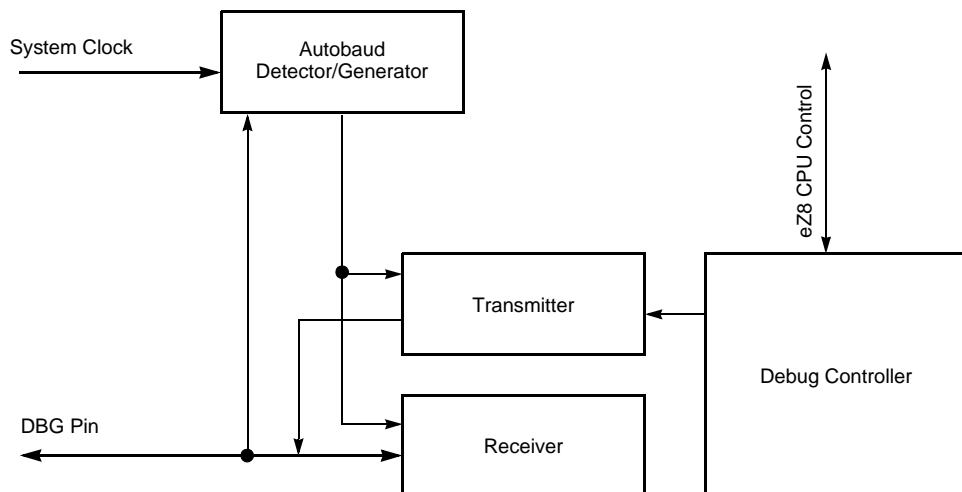 System Clock
Autobaud
Detector/Generator
eZ8 CPU Control
Transmitter
Debug Controller
DBG Pin
Receiver